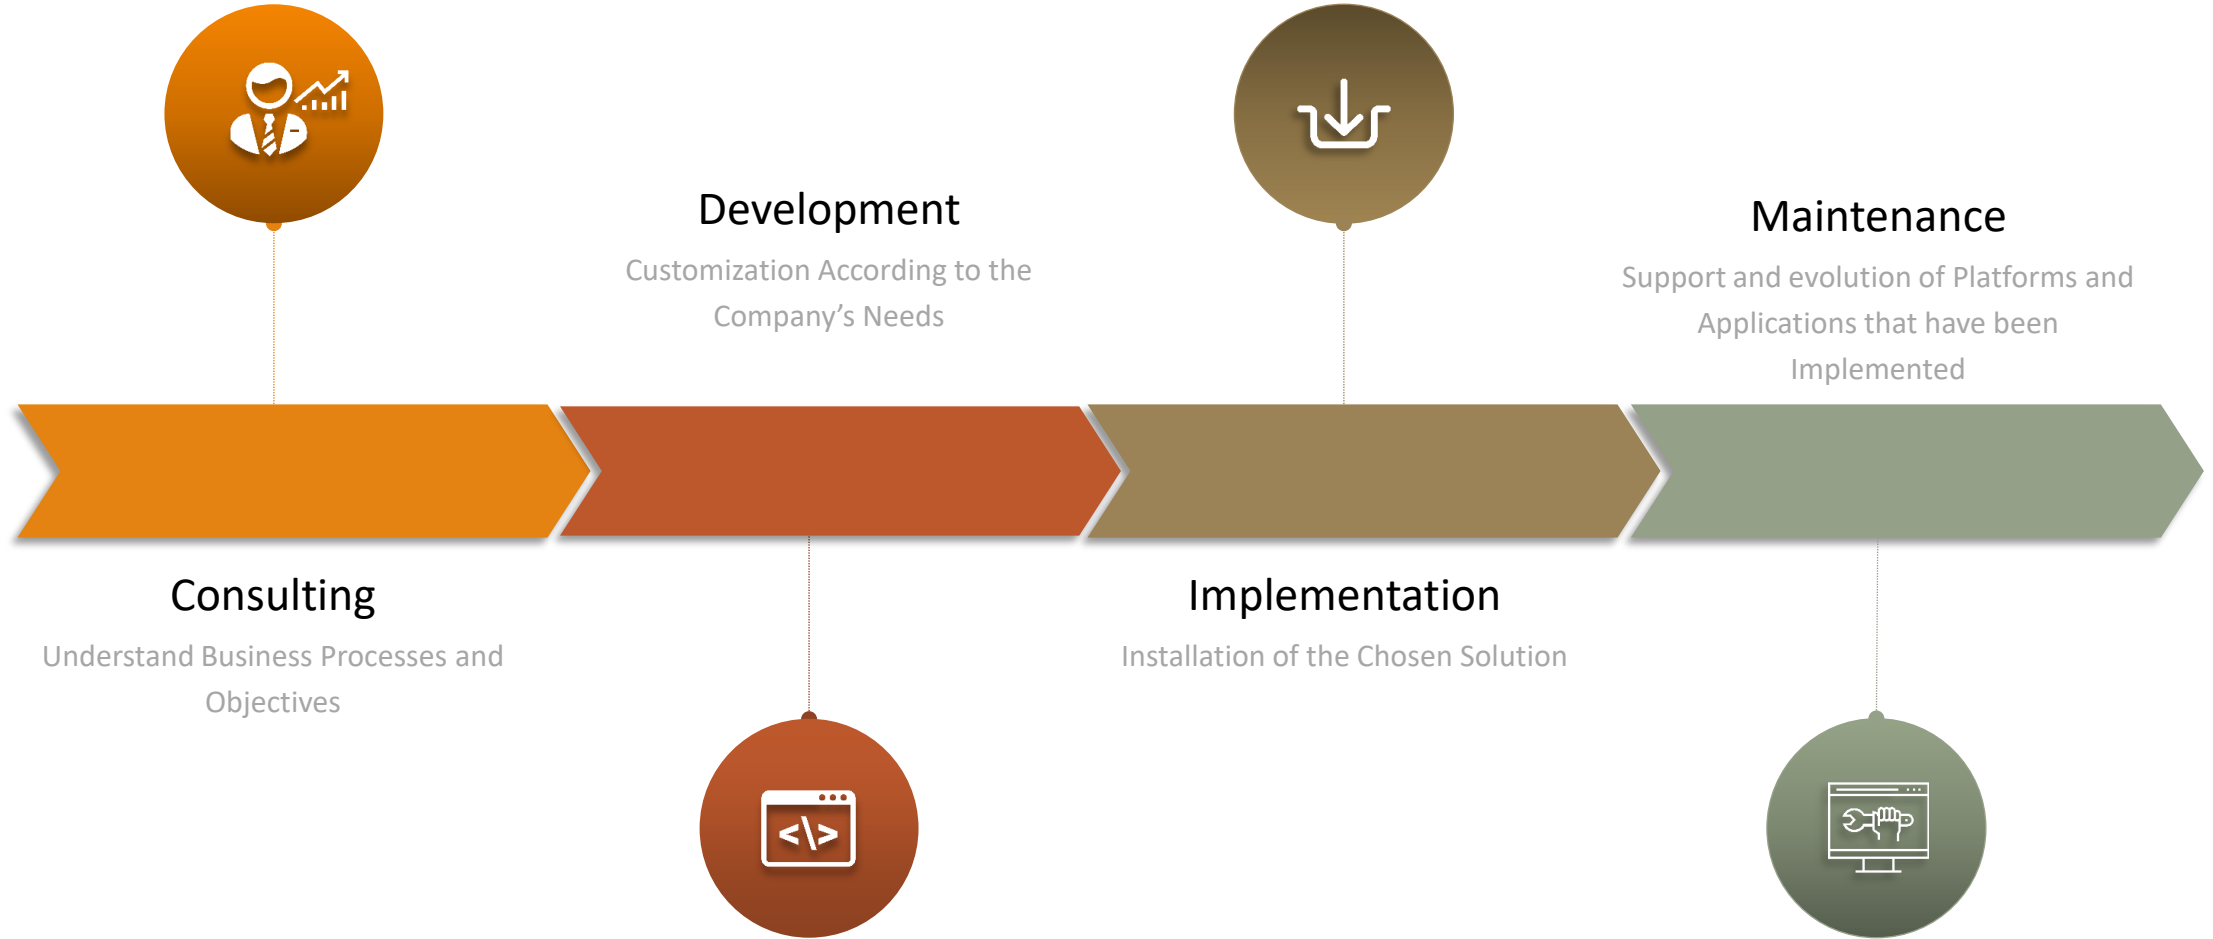 Consulting
Understand Business Processes and
Objectives
Development
Customization According to the
Company’s Needs
Implementation
Installation of the Chosen Solution
Maintenance
Support and evolution of Platforms and
Applications that have been
Implemented
<\>